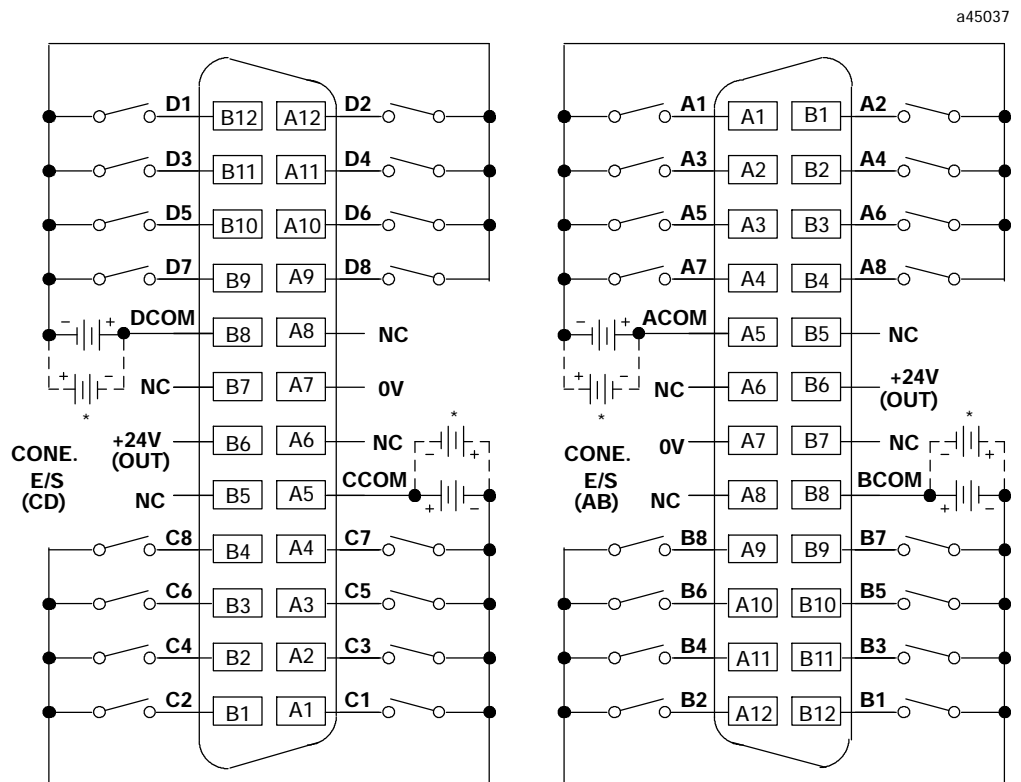 a45037
D1 B12 A12 D2
D3 B11 A11 D4
D5 B10 A10 D6
D7 B9 A9 D8
- + DCOM B8 A8 NC
+ - * NC B7 A7 0V
+24V (OUT) B6 A6 NC - + *
CONE. E/S (CD)
NC B5 A5 CCOM + -
C8 B4 A4 C7
C6 B3 A3 C5
C4 B2 A2 C3
C2 B1 A1 C1
A1 A1 B1 A2
A3 A2 B2 A4
A5 A3 B3 A6
A7 A4 B4 A8
- + ACOM A5 B5 NC
+ - * NC A6 B6 +24V (OUT)
0V A7 B7 NC - + *
CONE. E/S (AB)
NC A8 B8 BCOM + -
B8 A9 B9 B7
B6 A10 B10 B5
B4 A11 B11 B3
B2 A12 B12 B1